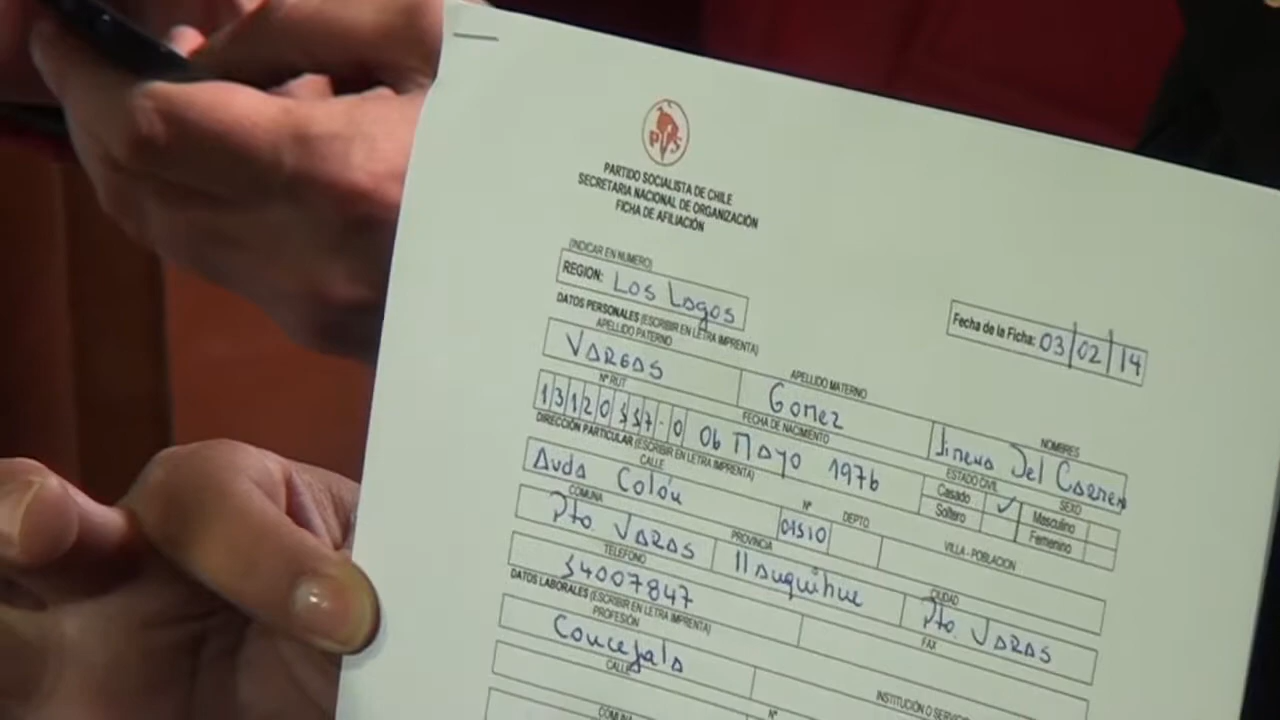 PS
PARTIDO SOCIALISTA DE CHILE
SECRETARIA NACIONAL DE ORGANIZACIÓN
FICHA DE AFILIACIÓN
(INDICAR EN NUMERO)
REGION: Los Lagos
Fecha de la Ficha: 03/02/14
DATOS PERSONALES (ESCRIBIR EN LETRA IMPRENTA)
APELLIDO PATERNO APELLIDO MATERNO NOMBRES
VARGAS Gomez Jimena Del Carmen
Nº RUT FECHA DE NACIMIENTO ESTADO CIVIL SEXO
13120337-0 06 MAYO 1976 Casado ✓ Masculino
Soltero Femenino
DIRECCIÓN PARTICULAR (ESCRIBIR EN LETRA IMPRENTA)
CALLE Nº DEPTO VILLA - POBLACION
Avda Colón 01510
COMUNA PROVINCIA CIUDAD
Pto VARAS Llanquihue Pto. VARAS
TELEFONO FAX
54007847
DATOS LABORALES (ESCRIBIR EN LETRA IMPRENTA)
PROFESIÓN INSTITUCIÓN O SERVICIO
Concejala
CALLE Nº
COMUNA